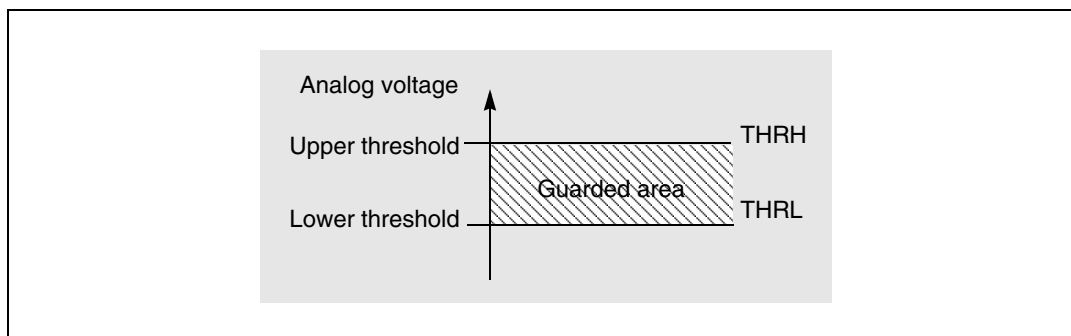 Analog voltage
Upper threshold
THRH
Guarded area
Lower threshold
THRL